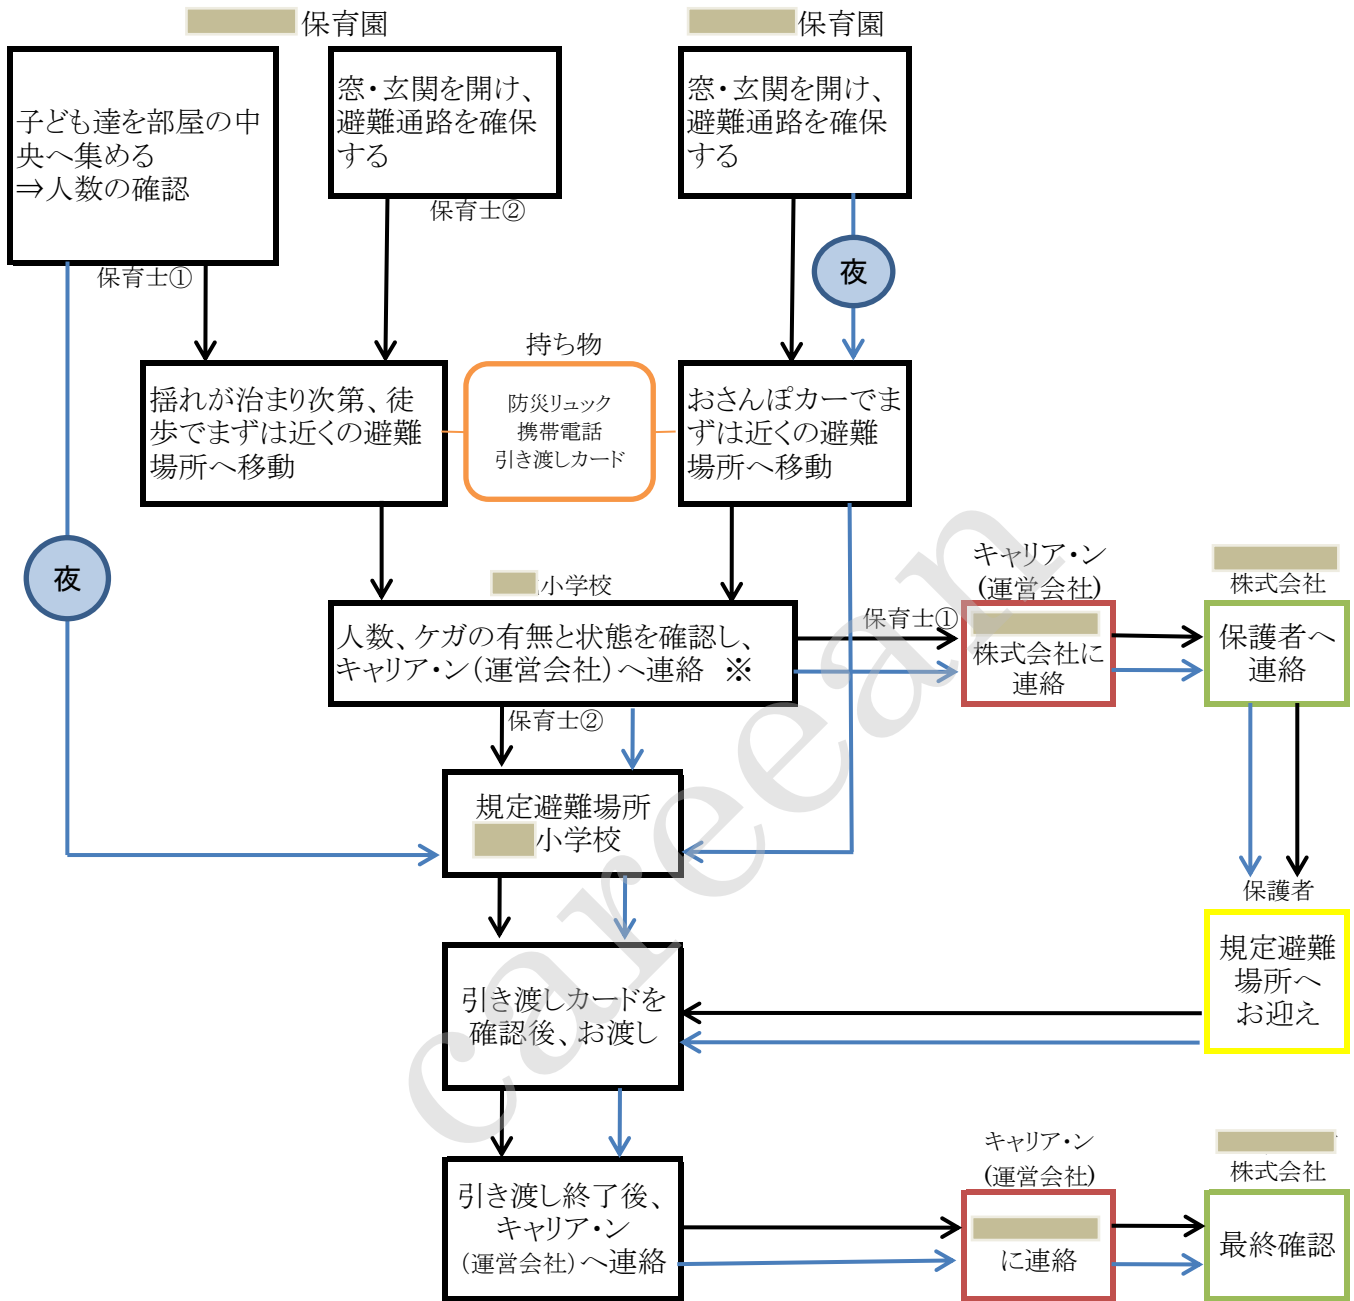 保育園
保育園
子ども達を部屋の中
央へ集める
⇒人数の確認
窓・玄関を開け、
避難通路を確保
する
窓・玄関を開け、
避難通路を確保
する
保育士①
保育士②
夜
持ち物
揺れが治まり次第、徒
歩でまずは近くの避難
場所へ移動
防災リュック
携帯電話
引き渡しカード
おさんぽカーでま
ずは近くの避難
場所へ移動
夜
小学校
人数、ケガの有無と状態を確認し、
キャリア・ン(運営会社)へ連絡 ※
保育士①
キャリア・ン
(運営会社)
株式会社に
連絡
株式会社
保護者へ
連絡
保育士②
規定避難場所
小学校
保護者
規定避難
場所へ
お迎え
引き渡しカードを
確認後、お渡し
引き渡し終了後、
キャリア・ン
(運営会社)へ連絡
キャリア・ン
(運営会社)
に連絡
株式会社
最終確認
careean